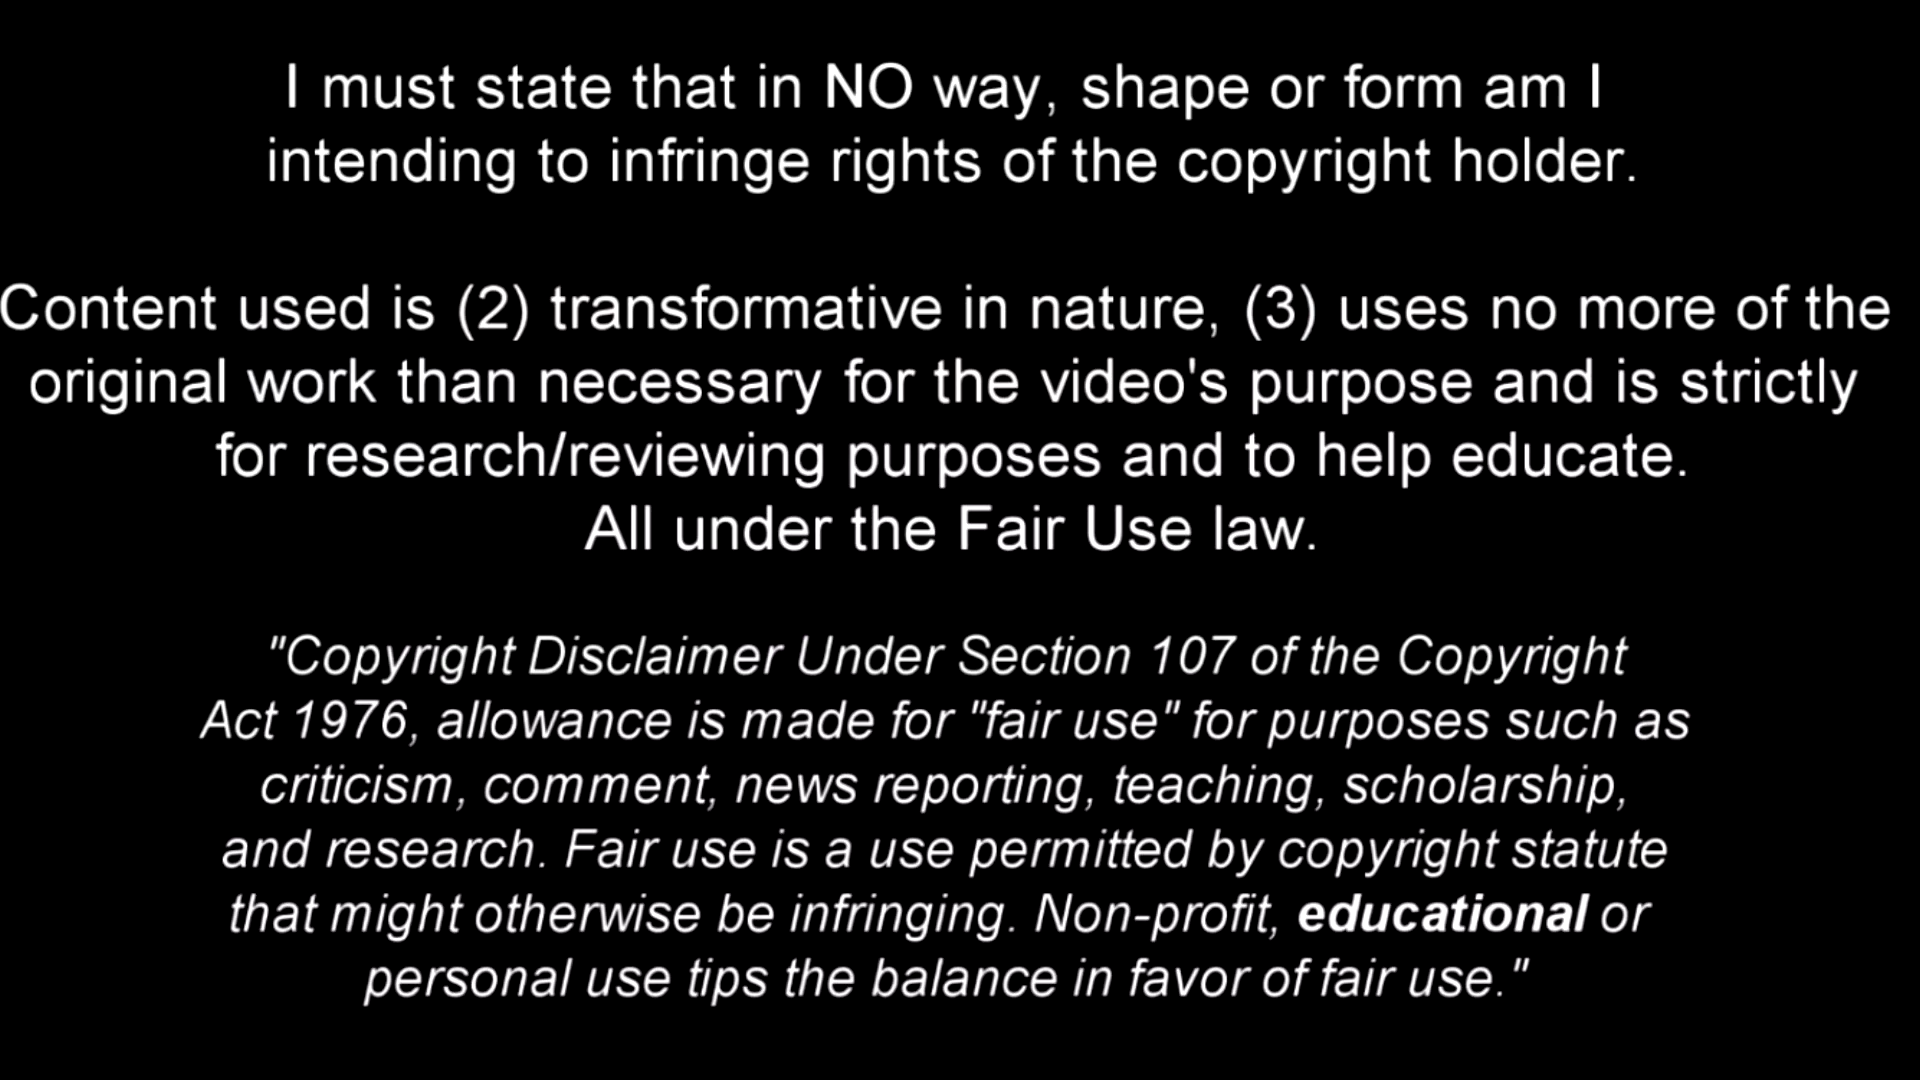 I must state that in NO way, shape or form am I
intending to infringe rights of the copyright holder.
Content used is (2) transformative in nature, (3) uses no more of the
original work than necessary for the video's purpose and is strictly
for research/reviewing purposes and to help educate.
All under the Fair Use law.
"Copyright Disclaimer Under Section 107 of the Copyright
Act 1976, allowance is made for "fair use" for purposes such as
criticism, comment, news reporting, teaching, scholarship,
and research. Fair use is a use permitted by copyright statute
that might otherwise be infringing. Non-profit, educational or
personal use tips the balance in favor of fair use."